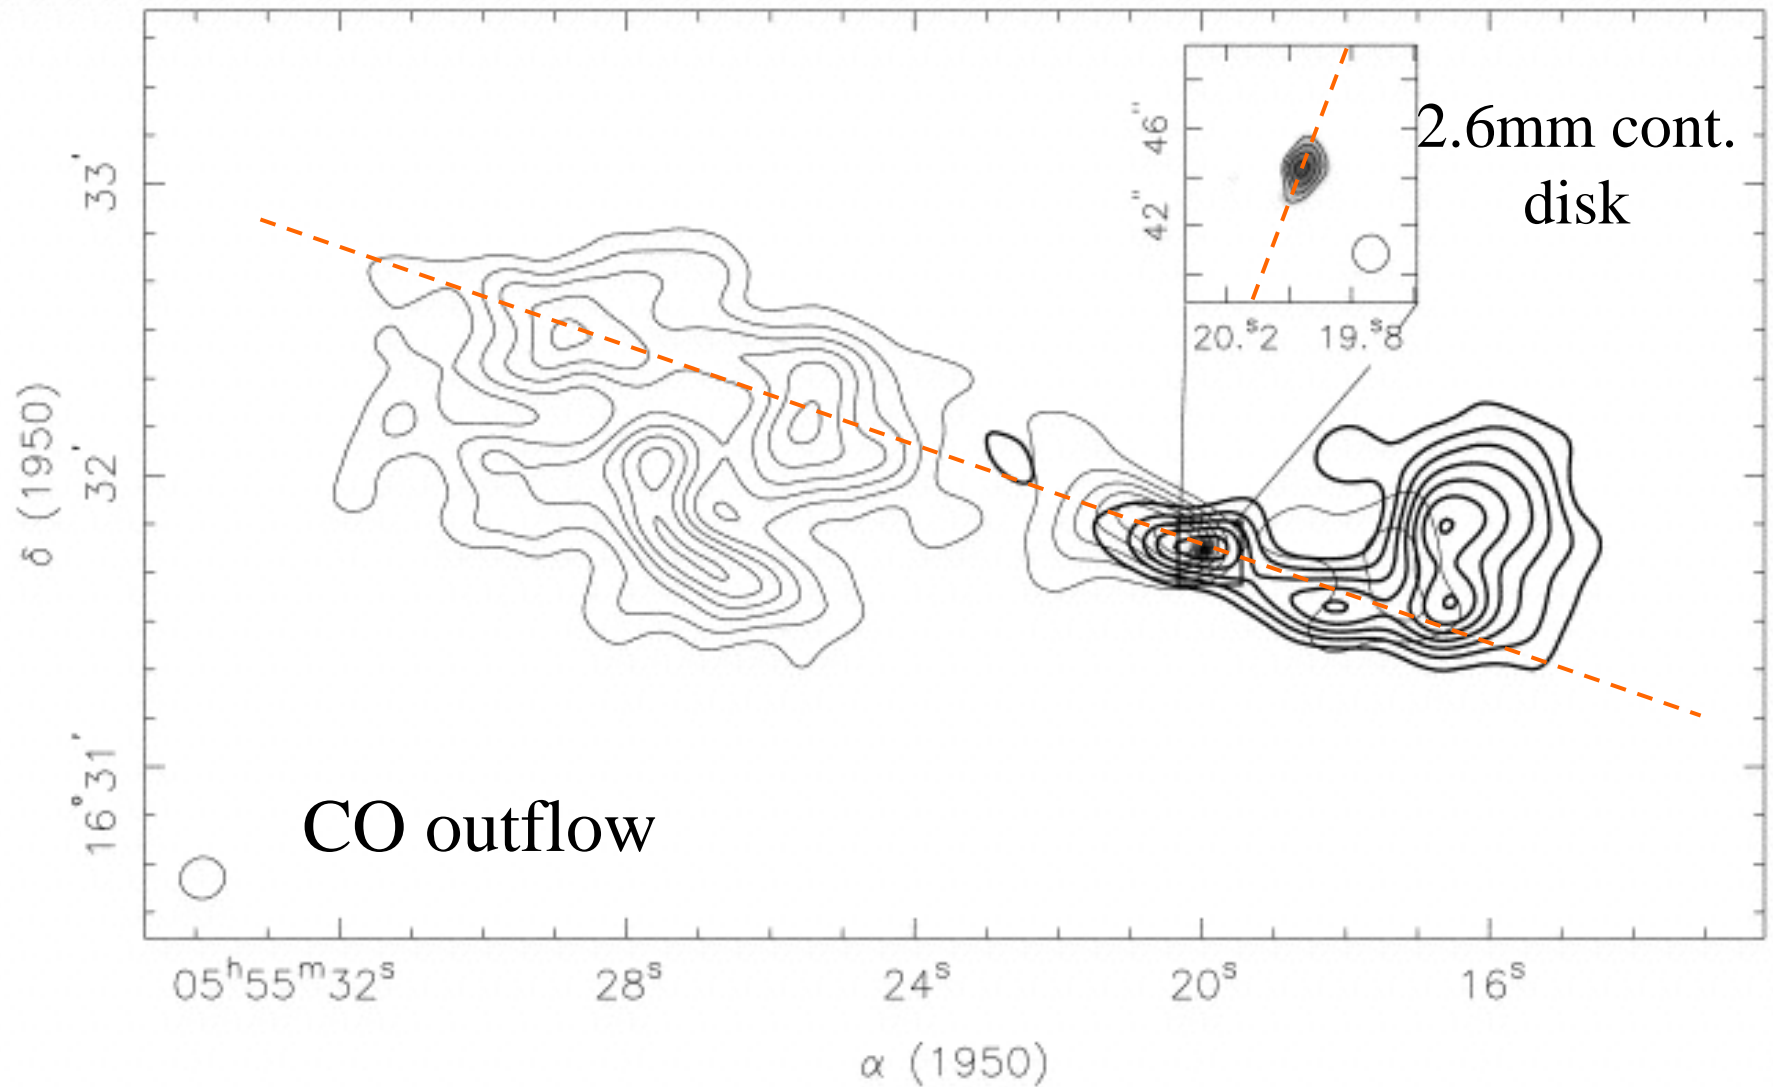 46"
42"
20.ˢ2 19.ˢ8
2.6mm cont.
disk
33'
32'
16°31'
δ (1950)
CO outflow
05ʰ55ᵐ32ˢ 28ˢ 24ˢ 20ˢ 16ˢ
α (1950)